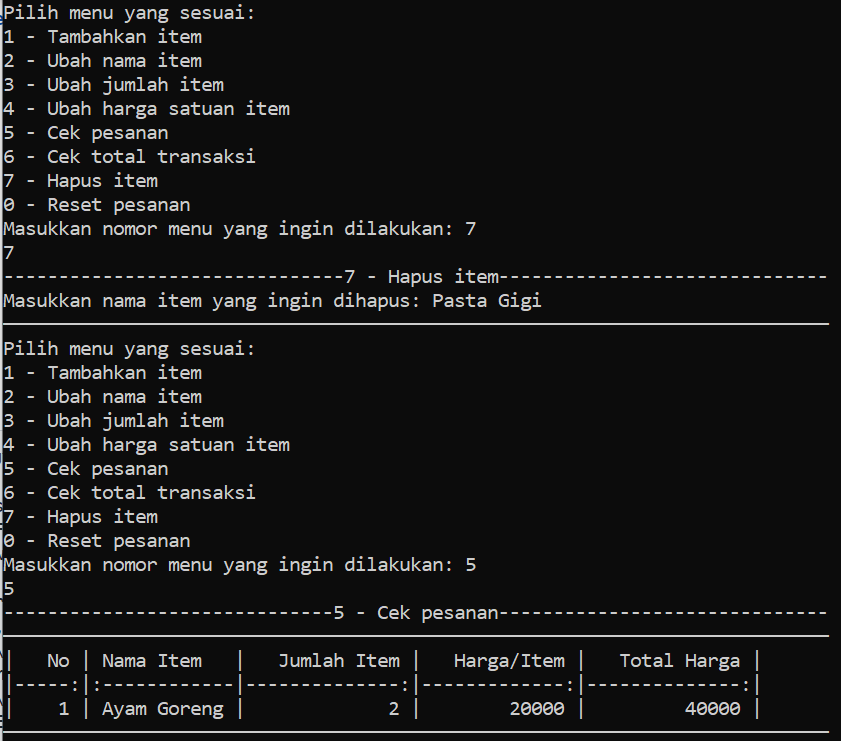 Pilih menu yang sesuai:
1 - Tambahkan item
2 - Ubah nama item
3 - Ubah jumlah item
4 - Ubah harga satuan item
5 - Cek pesanan
6 - Cek total transaksi
7 - Hapus item
0 - Reset pesanan
Masukkan nomor menu yang ingin dilakukan: 7
7
-------------------------------7 - Hapus item------------------------------
Masukkan nama item yang ingin dihapus: Pasta Gigi
Pilih menu yang sesuai:
1 - Tambahkan item
2 - Ubah nama item
3 - Ubah jumlah item
4 - Ubah harga satuan item
5 - Cek pesanan
6 - Cek total transaksi
7 - Hapus item
0 - Reset pesanan
Masukkan nomor menu yang ingin dilakukan: 5
5
------------------------------5 - Cek pesanan------------------------------
|   No | Nama Item   |   Jumlah Item |   Harga/Item |   Total Harga |
|-----:|:------------|--------------:|-------------:|--------------:|
|    1 | Ayam Goreng |             2 |        20000 |         40000 |